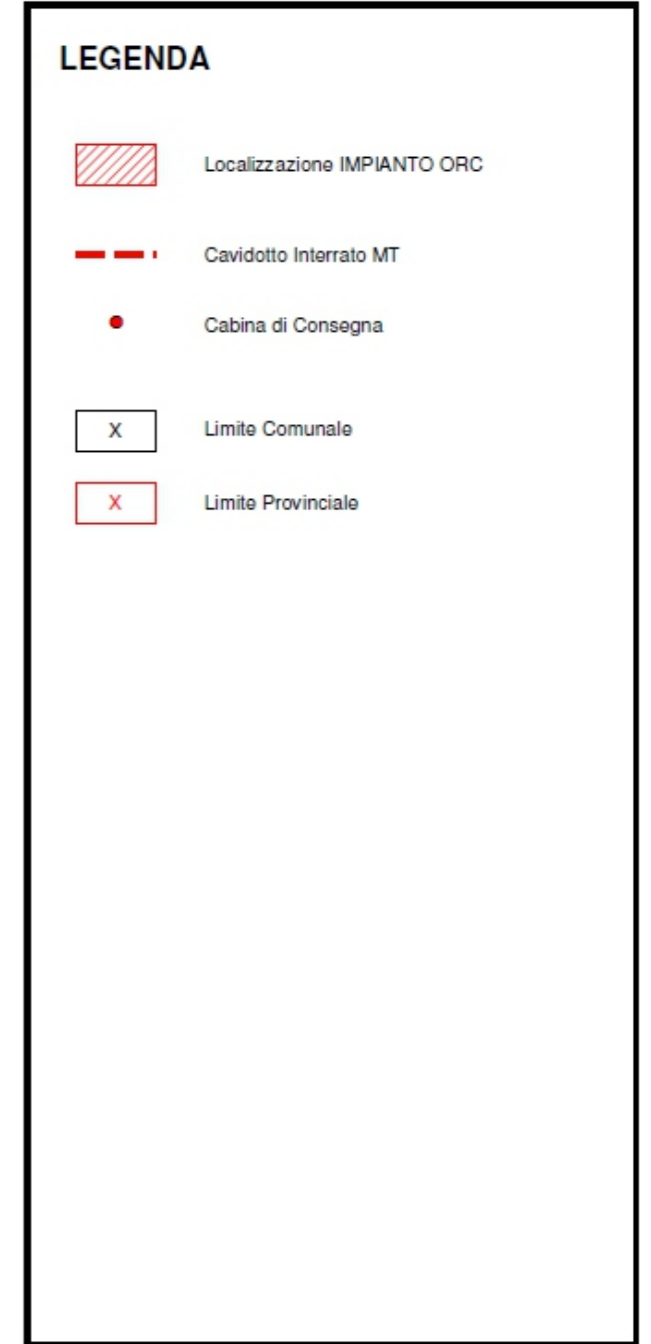 LEGENDA
Localizzazione IMPIANTO ORC
Cavidotto Interrato MT
Cabina di Consegna
X Limite Comunale
X Limite Provinciale